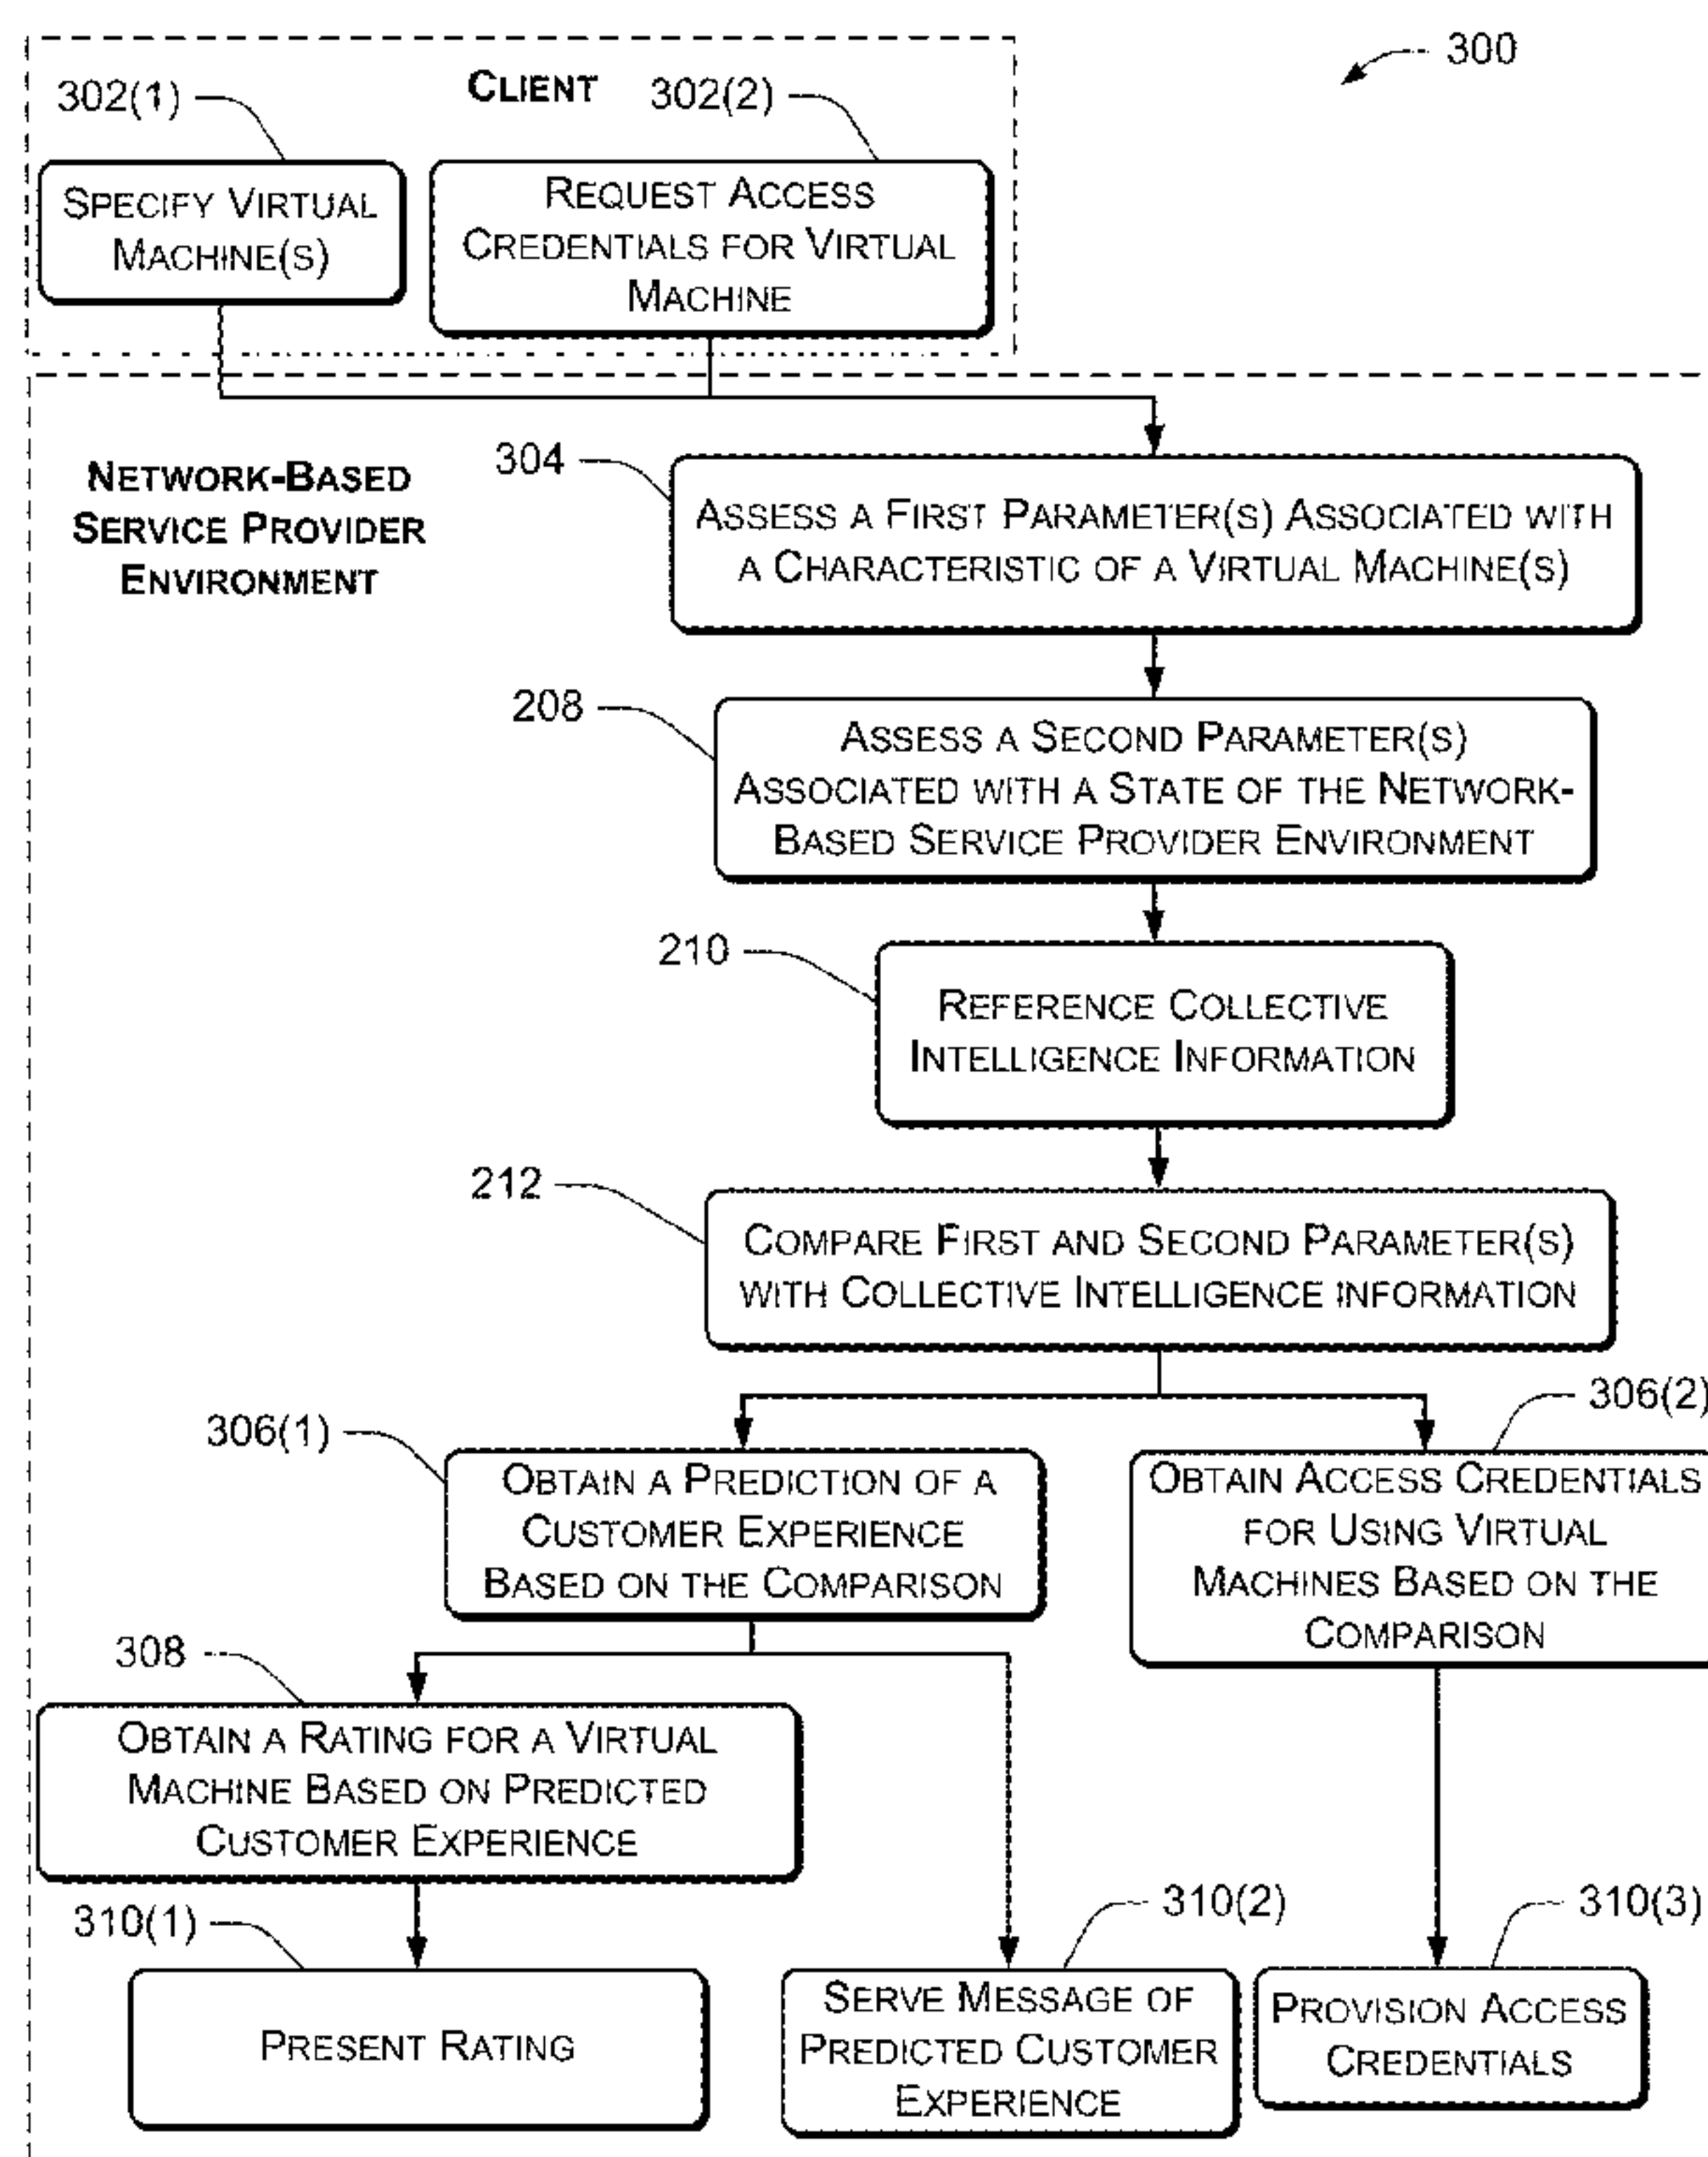 300
CLIENT
302(1)
302(2)
SPECIFY VIRTUAL
MACHINE(S)
REQUEST ACCESS
CREDENTIALS FOR VIRTUAL
MACHINE
NETWORK-BASED
SERVICE PROVIDER
ENVIRONMENT
304
ASSESS A FIRST PARAMETER(S) ASSOCIATED WITH
A CHARACTERISTIC OF A VIRTUAL MACHINE(S)
208
ASSESS A SECOND PARAMETER(S)
ASSOCIATED WITH A STATE OF THE NETWORK-
BASED SERVICE PROVIDER ENVIRONMENT
210
REFERENCE COLLECTIVE
INTELLIGENCE INFORMATION
212
COMPARE FIRST AND SECOND PARAMETER(S)
WITH COLLECTIVE INTELLIGENCE INFORMATION
306(1)
OBTAIN A PREDICTION OF A
CUSTOMER EXPERIENCE
BASED ON THE COMPARISON
306(2)
OBTAIN ACCESS CREDENTIALS
FOR USING VIRTUAL
MACHINES BASED ON THE
COMPARISON
308
OBTAIN A RATING FOR A VIRTUAL
MACHINE BASED ON PREDICTED
CUSTOMER EXPERIENCE
310(1)
PRESENT RATING
310(2)
SERVE MESSAGE OF
PREDICTED CUSTOMER
EXPERIENCE
310(3)
PROVISION ACCESS
CREDENTIALS